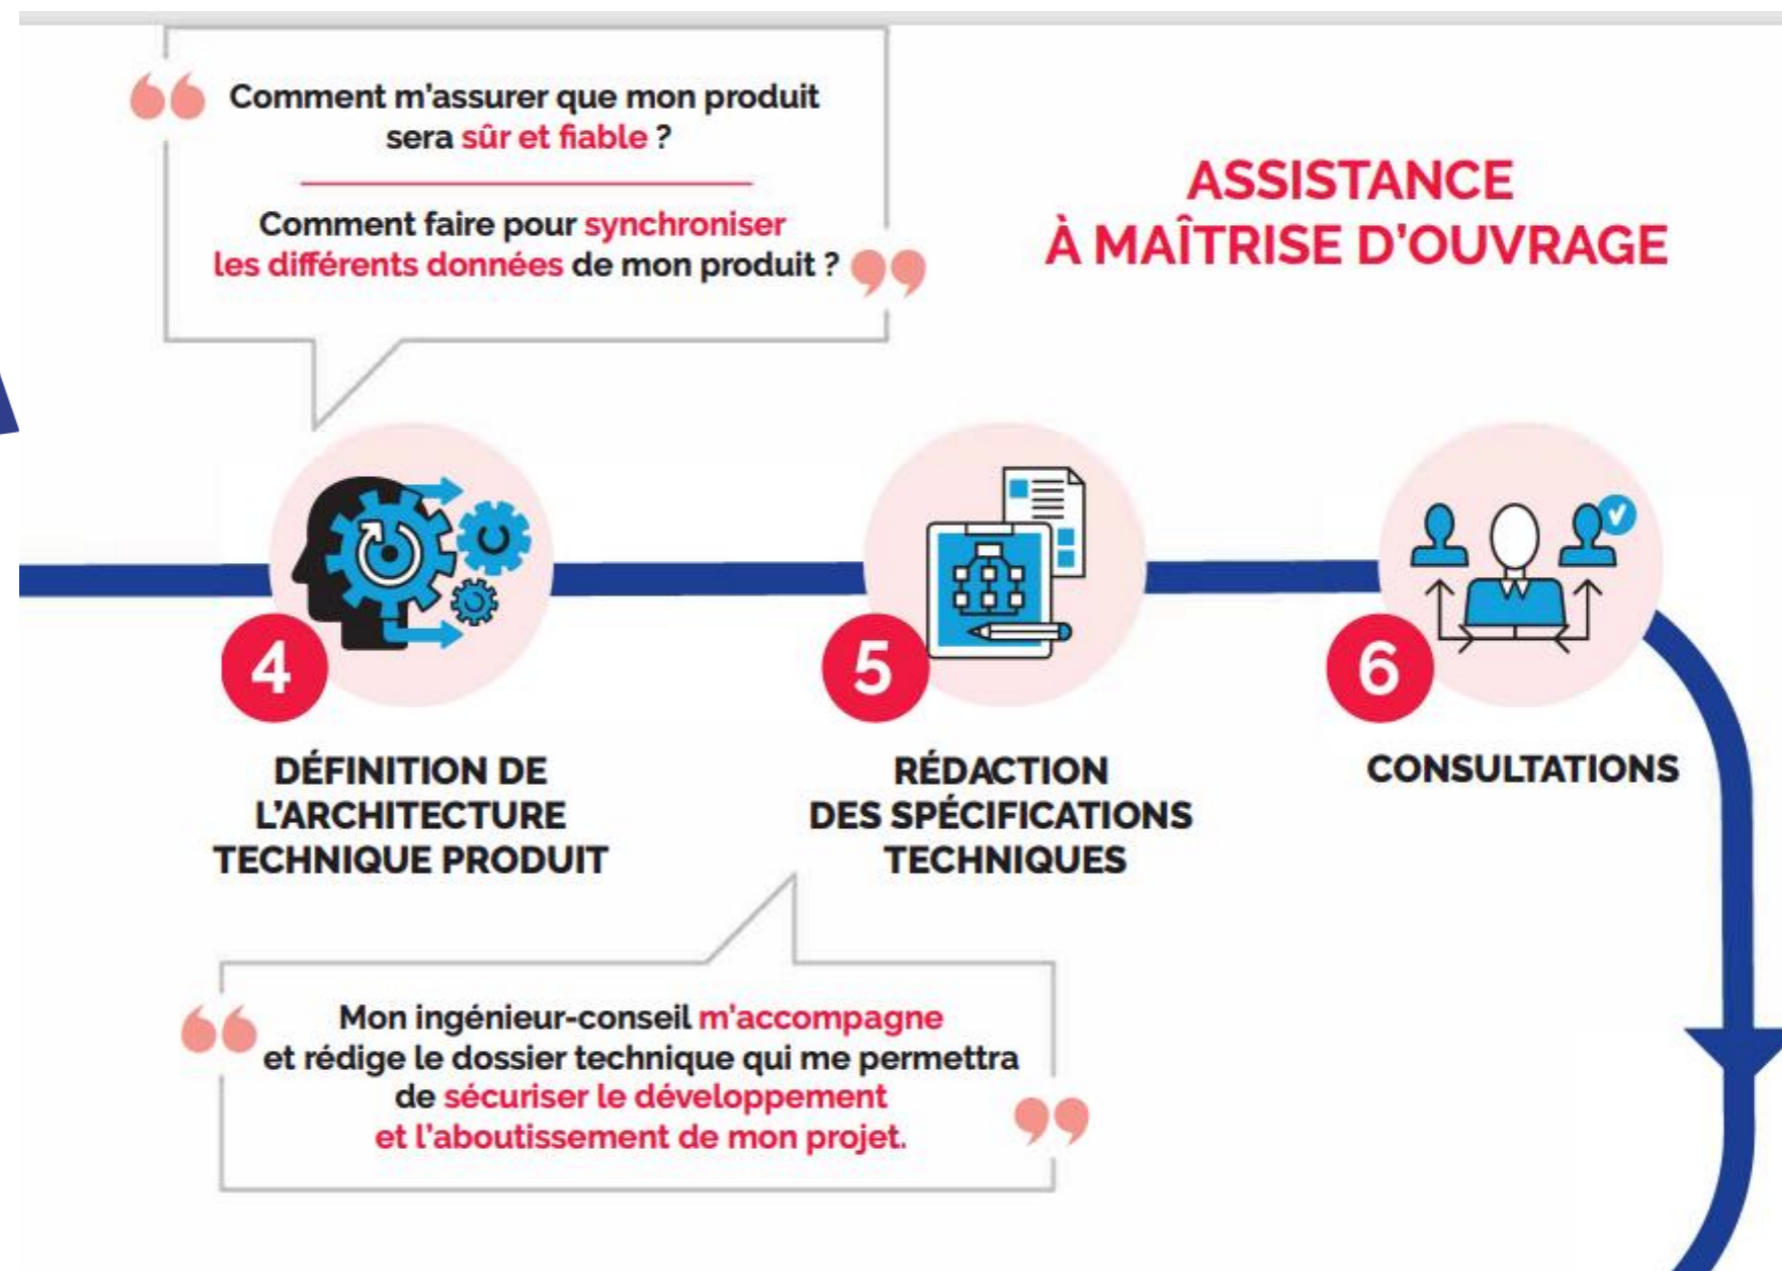 Comment m'assurer que mon produit
sera sûr et fiable ?
Comment faire pour synchroniser
les différents données de mon produit ?
ASSISTANCE
À MAÎTRISE D'OUVRAGE
4
DÉFINITION DE
L'ARCHITECTURE
TECHNIQUE PRODUIT
5
RÉDACTION
DES SPÉCIFICATIONS
TECHNIQUES
6
CONSULTATIONS
Mon ingénieur-conseil m'accompagne
et rédige le dossier technique qui me permettra
de sécuriser le développement
et l'aboutissement de mon projet.